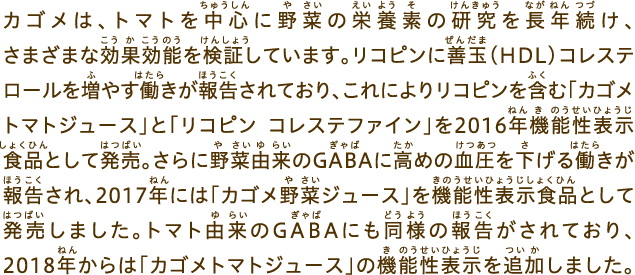 カゴメは、トマトを中心に野菜の栄養素の研究を長年続け、
さまざまな効果効能を検証しています。リコピンに善玉（HDL）コレステ
ロールを増やす働きが報告されており、これによりリコピンを含む「カゴメ
トマトジュース」と「リコピン コレステファイン」を2016年機能性表示
食品として発売。さらに野菜由来のGABAに高めの血圧を下げる働きが
報告され、2017年には「カゴメ野菜ジュース」を機能性表示食品として
発売しました。トマト由来のGABAにも同様の報告がされており、
2018年からは「カゴメトマトジュース」の機能性表示を追加しました。